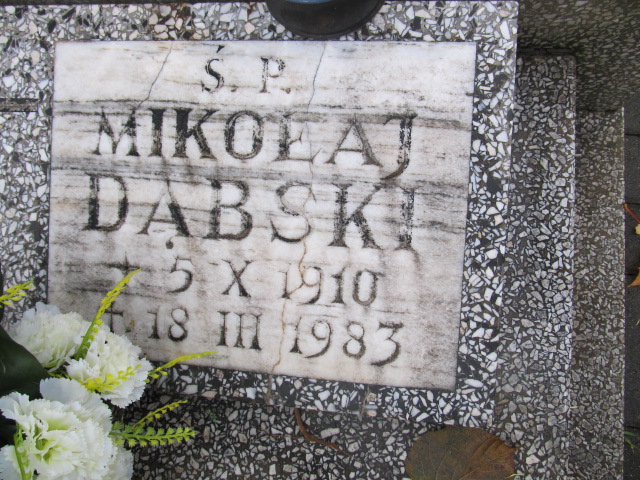 Ś. P.
MIKOŁAJ
DĄBSKI
* 5 X 1910
† 18 III 1983